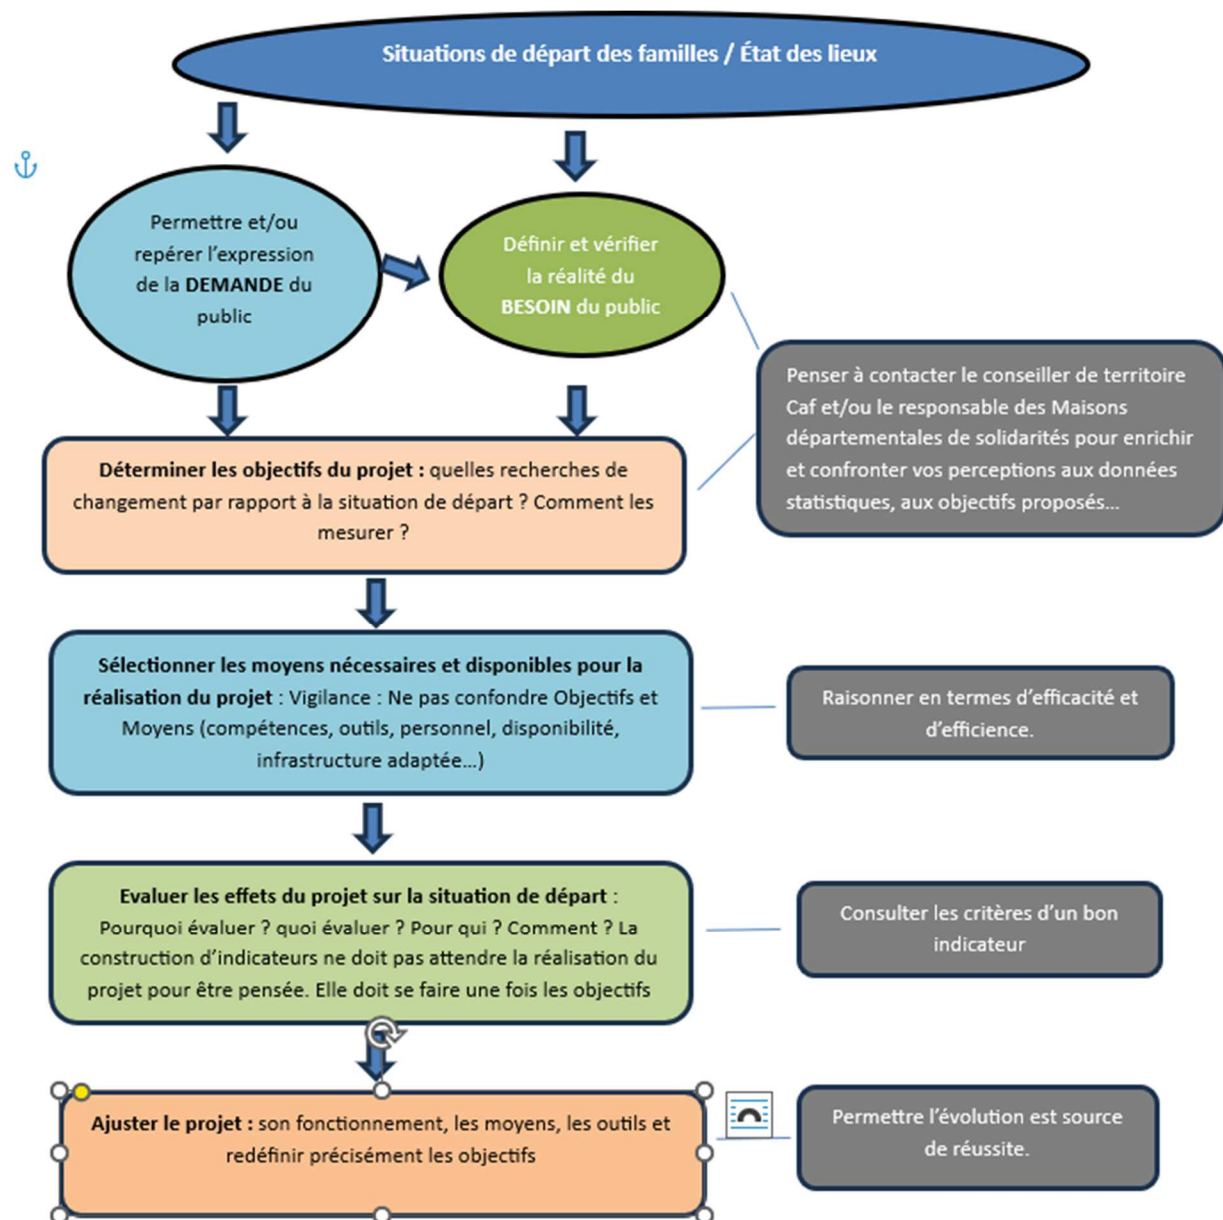 Situations de départ des familles / État des lieux
Permettre et/ou
repérer l’expression
de la DEMANDE du
public
Définir et vérifier
la réalité du
BESOIN du public
Penser à contacter le conseiller de territoire
Caf et/ou le responsable des Maisons
départementales de solidarités pour enrichir
et confronter vos perceptions aux données
statistiques, aux objectifs proposés…
Déterminer les objectifs du projet : quelles recherches de
changement par rapport à la situation de départ ? Comment les
mesurer ?
Sélectionner les moyens nécessaires et disponibles pour la
réalisation du projet : Vigilance : Ne pas confondre Objectifs et
Moyens (compétences, outils, personnel, disponibilité,
infrastructure adaptée…)
Raisonner en termes d’efficacité et
d’efficience.
Evaluer les effets du projet sur la situation de départ :
Pourquoi évaluer ? quoi évaluer ? Pour qui ? Comment ? La
construction d’indicateurs ne doit pas attendre la réalisation du
projet pour être pensée. Elle doit se faire une fois les objectifs
Consulter les critères d’un bon
indicateur
Ajuster le projet : son fonctionnement, les moyens, les outils et
redéfinir précisément les objectifs
Permettre l’évolution est source
de réussite.